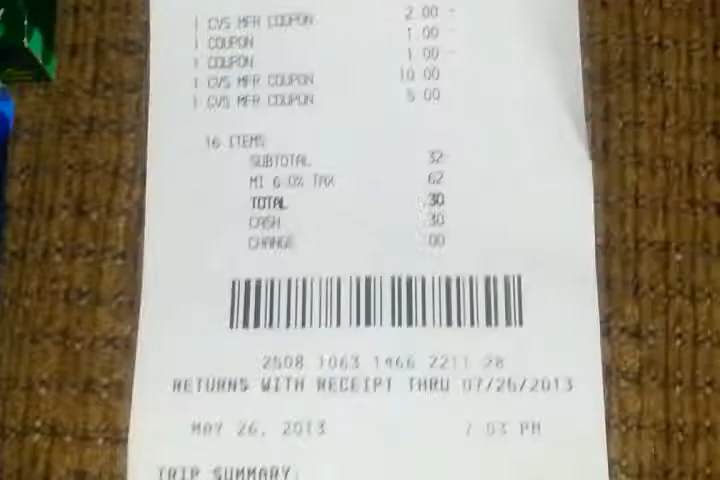 1 CVS MFR COUPON 2.00 -
1 COUPON 1.00 -
1 COUPON 1.00 -
1 CVS MFR COUPON 10.00
1 CVS MFR COUPON 5.00
16 ITEMS
SUBTOTAL .32
MI 6.0% TAX .62
TOTAL .30
CASH .30
CHANGE .00
2508 1063 1466 2211 28
RETURNS WITH RECEIPT THRU 07/26/2013
MAY 26, 2013 7:03 PM
TRIP SUMMARY: